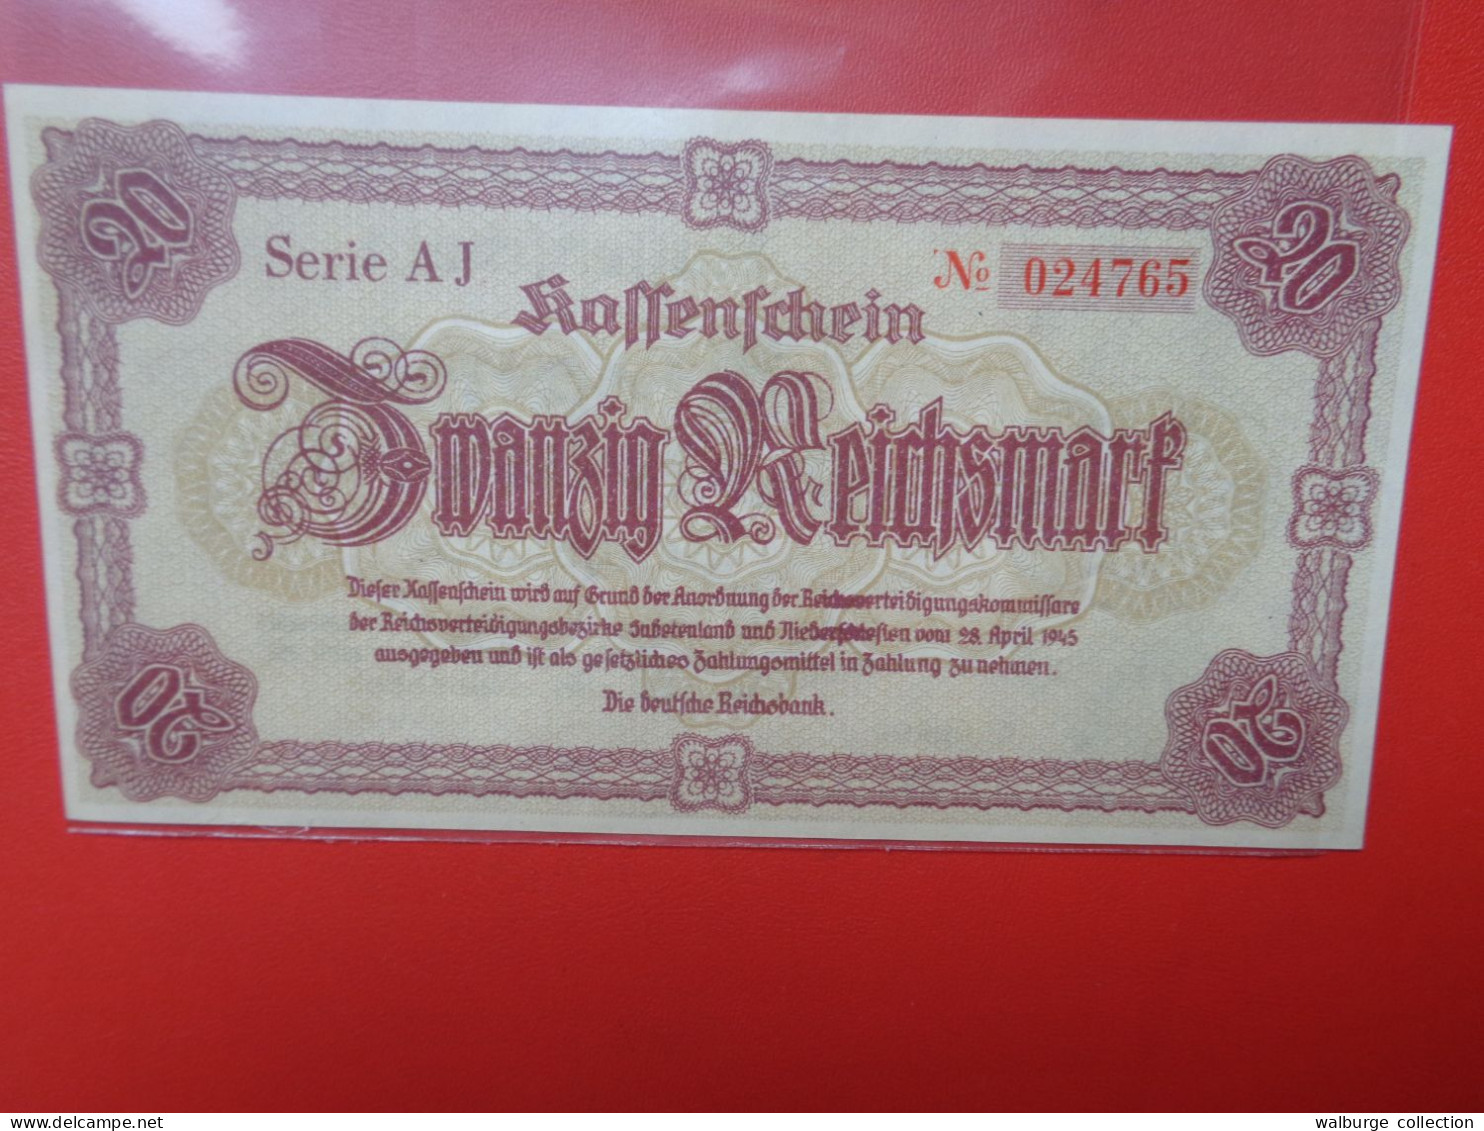 20
20
Serie A J
№ 024765
Kassenschein
Zwanzig Reichsmark
Dieser Kassenschein wird auf Grund der Anordnung der Reichsverteidigungskommissare
der Reichsverteidigungsbezirke Sudetenland und Niederschlesien vom 28. April 1945
ausgegeben und ist als gesetzliches Zahlungsmittel in Zahlung zu nehmen.
Die deutsche Reichsbank.
20
20
delcampe.net
walburge collection